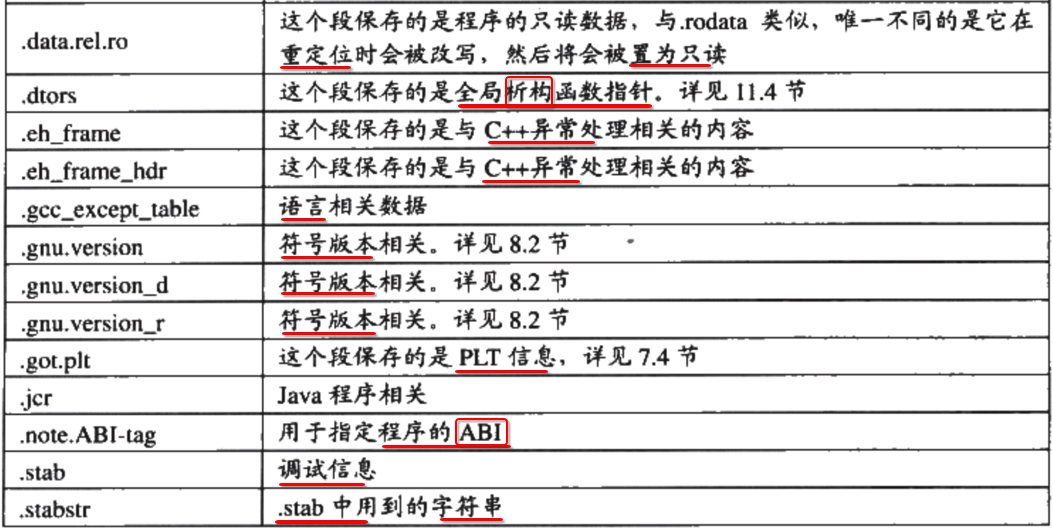 .data.rel.ro
这个段保存的是程序的只读数据，与.rodata 类似，唯一不同的是它在
重定位时会被改写，然后将会被置为只读
.dtors
这个段保存的是全局析构函数指针。详见 11.4 节
.eh_frame
这个段保存的是与 C++异常处理相关的内容
.eh_frame_hdr
这个段保存的是与 C++异常处理相关的内容
.gcc_except_table
语言相关数据
.gnu.version
符号版本相关。详见 8.2 节
.gnu.version_d
符号版本相关。详见 8.2 节
.gnu.version_r
符号版本相关。详见 8.2 节
.got.plt
这个段保存的是 PLT 信息，详见 7.4 节
.jcr
Java 程序相关
.note.ABI-tag
用于指定程序的 ABI
.stab
调试信息
.stabstr
.stab 中用到的字符串